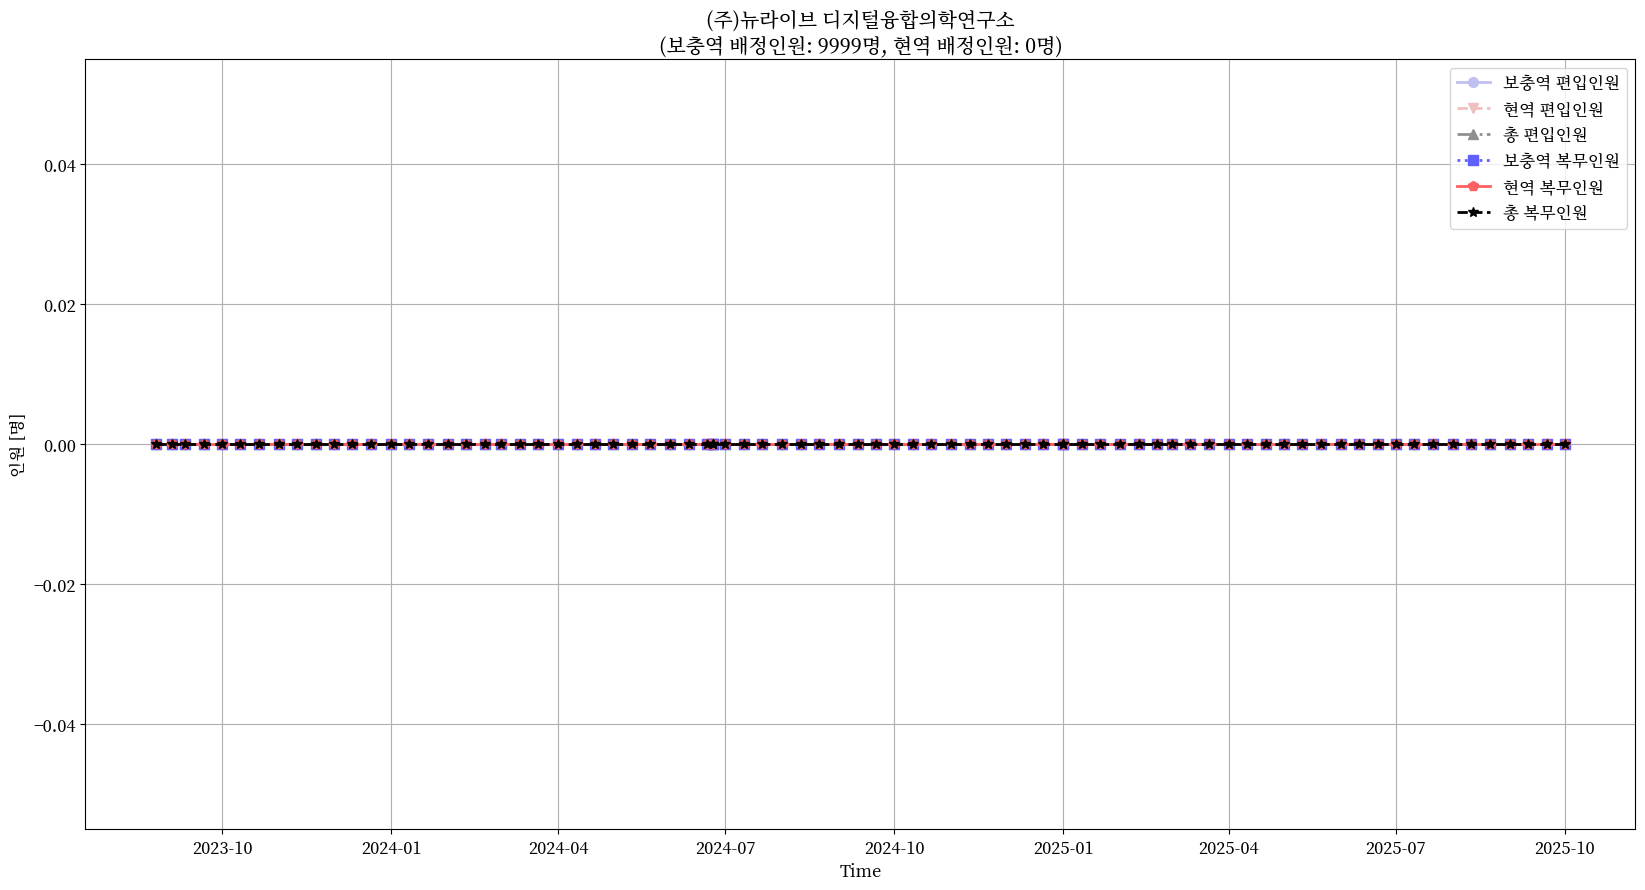 (주)뉴라이브 디지털융합의학연구소
(보충역 배정인원: 9999명, 현역 배정인원: 0명)
보충역 편입인원
현역 편입인원
총 편입인원
보충역 복무인원
현역 복무인원
총 복무인원
인원 [명]
0.04
0.02
0.00
−0.02
−0.04
2023-10
2024-01
2024-04
2024-07
2024-10
2025-01
2025-04
2025-07
2025-10
Time